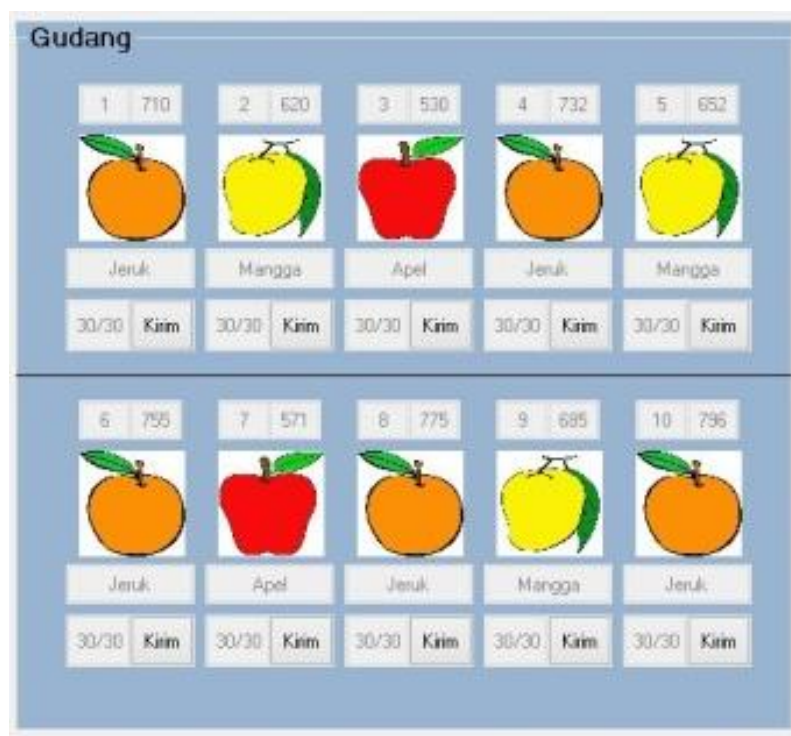 Gudang
1 710 2 620 3 530 4 732 5 652
Jeruk Mangga Apel Jeruk Mangga
30/30 Kirim 30/30 Kirim 30/30 Kirim 30/30 Kirim 30/30 Kirim
6 755 7 571 8 775 9 695 10 796
Jeruk Apel Jeruk Mangga Jeruk
30/30 Kirim 30/30 Kirim 30/30 Kirim 30/30 Kirim 30/30 Kirim